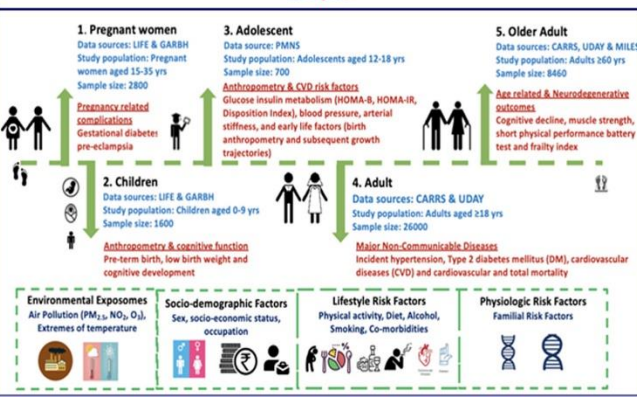 1. Pregnant women
Data sources: LIFE & GARBH
Study population: Pregnant
women aged 15-35 years
Sample size: 2800
Pregnancy related
complications
Gestational diabetes
pre-eclampsia
2. Children
Data sources: LIFE & GARBH
Study population: Children aged 0-9 yrs
Sample size: 1600
Anthropometry & cognitive function
Pre-term birth, low birth weight and
cognitive development
3. Adolescent
Data sources: PMNS
Study population: Adolescents aged 12-18 yrs
Sample size: 700
Anthropometry & CVD risk factors
Glucose insulin metabolism (HOMA-B, HOMA-IR,
Disposition Index), blood pressure, arterial
stiffness, and early life factors (birth
anthropometry and subsequent growth
trajectories)
4. Adult
Data sources: CARRS & UDAY
Study population: Adults aged ≥18 yrs
Sample size: 26000
Major Non-Communicable Diseases
Incident hypertension, Type 2 diabetes mellitus (DM), cardiovascular
diseases (CVD) and cardiovascular and total mortality
5. Older Adult
Data sources: CARRS, UDAY & MILES
Study population: Adults ≥60 yrs
Sample size: 8460
Age related & Neurodegenerative
outcomes
Cognitive decline, muscle strength,
short physical performance battery
test and frailty index
Environmental Exposomes
Air Pollution (PM2.5, NO2, O3),
Extremes of temperature
Socio-demographic Factors
Sex, socio-economic status,
occupation
Lifestyle Risk Factors
Physical activity, Diet, Alcohol,
Smoking, Co-morbidities
Physiologic Risk Factors
Familial Risk Factors